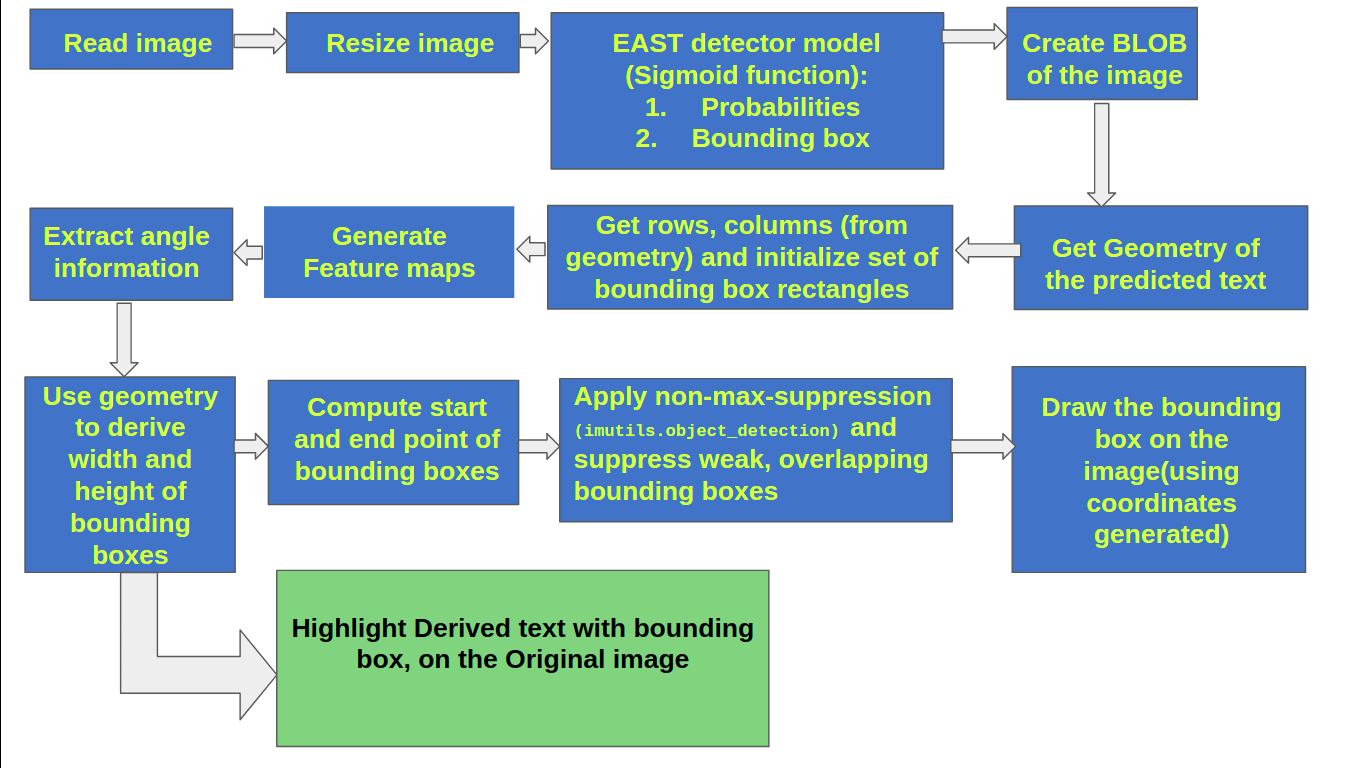 Read image
Resize image
EAST detector model
(Sigmoid function):
1. Probabilities
2. Bounding box
Create BLOB
of the image
Get Geometry of
the predicted text
Get rows, columns (from
geometry) and initialize set of
bounding box rectangles
Generate
Feature maps
Extract angle
information
Use geometry
to derive
width and
height of
bounding
boxes
Compute start
and end point of
bounding boxes
Apply non-max-suppression
(imutils.object_detection) and
suppress weak, overlapping
bounding boxes
Draw the bounding
box on the
image(using
coordinates
generated)
Highlight Derived text with bounding
box, on the Original image